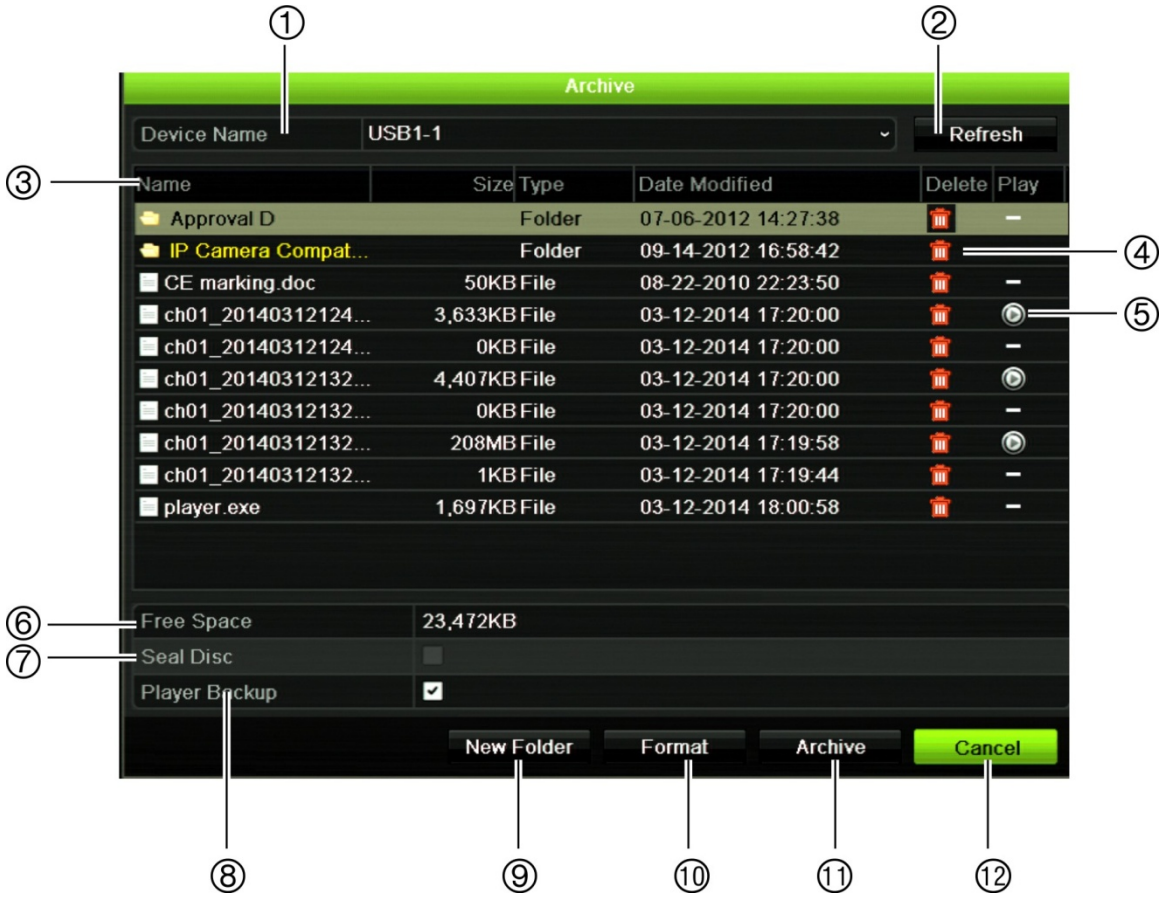 ① ②
Archive
Device Name USB1-1 Refresh
③ Name Size Type Date Modified Delete Play
Approval D Folder 07-06-2012 14:27:38 –
IP Camera Compat... Folder 09-14-2012 16:58:42 ④
CE marking.doc 50KB File 08-22-2010 22:23:50 –
ch01_20140312124... 3,633KB File 03-12-2014 17:20:00 ⑤
ch01_20140312124... 0KB File 03-12-2014 17:20:00 –
ch01_20140312132... 4,407KB File 03-12-2014 17:20:00
ch01_20140312132... 0KB File 03-12-2014 17:20:00 –
ch01_20140312132... 208MB File 03-12-2014 17:19:58
ch01_20140312132... 1KB File 03-12-2014 17:19:44 –
player.exe 1,697KB File 03-12-2014 18:00:58 –
⑥ Free Space 23,472KB
⑦ Seal Disc
Player Backup
New Folder Format Archive Cancel
⑧ ⑨ ⑩ ⑪ ⑫